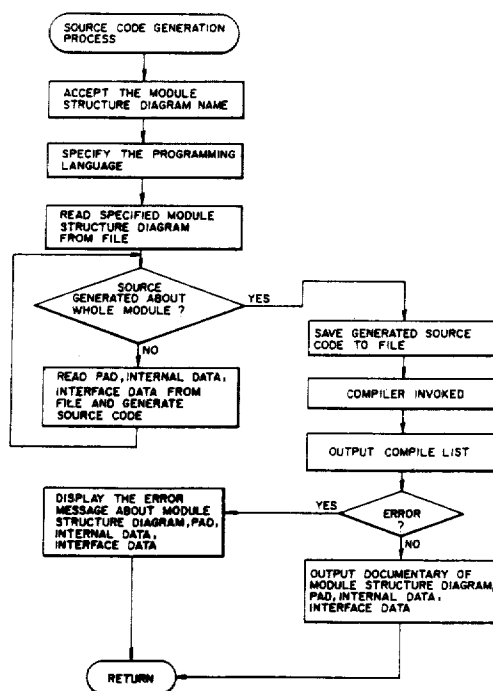 SOURCE CODE GENERATION
PROCESS
ACCEPT THE MODULE
STRUCTURE DIAGRAM NAME
SPECIFY THE PROGRAMMING
LANGUAGE
READ SPECIFIED MODULE
STRUCTURE DIAGRAM
FROM FILE
SOURCE
GENERATED ABOUT
WHOLE MODULE ?
YES
NO
READ PAD, INTERNAL DATA,
INTERFACE DATA FROM
FILE AND GENERATE
SOURCE CODE
SAVE GENERATED SOURCE
CODE TO FILE
COMPILER INVOKED
OUTPUT COMPILE LIST
ERROR
?
YES
NO
DISPLAY THE ERROR
MESSAGE ABOUT MODULE
STRUCTURE DIAGRAM, PAD,
INTERNAL DATA,
INTERFACE DATA
OUTPUT DOCUMENTARY OF
MODULE STRUCTURE DIAGRAM,
PAD, INTERNAL DATA,
INTERFACE DATA
RETURN